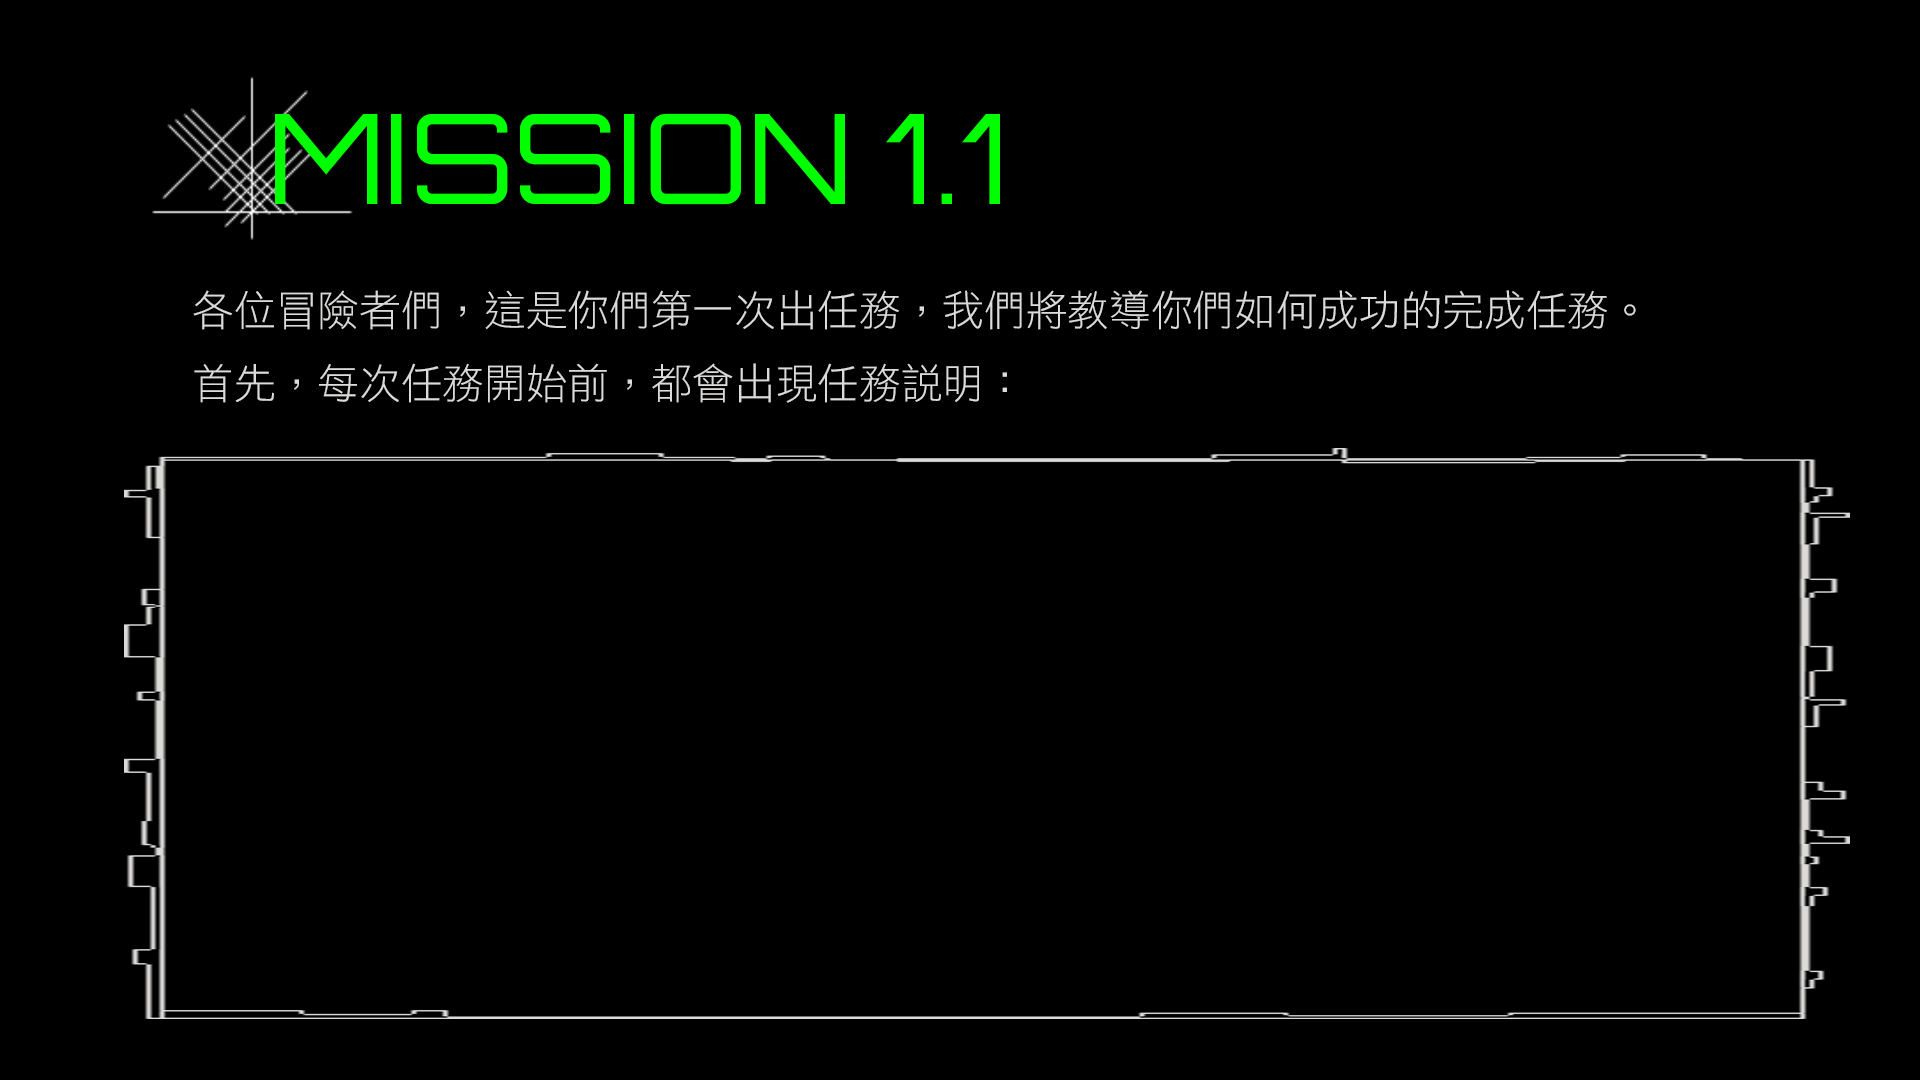 MISSION 1.1
各位冒險者們，這是你們第一次出任務，我們將教導你們如何成功的完成任務。
首先，每次任務開始前，都會出現任務説明：